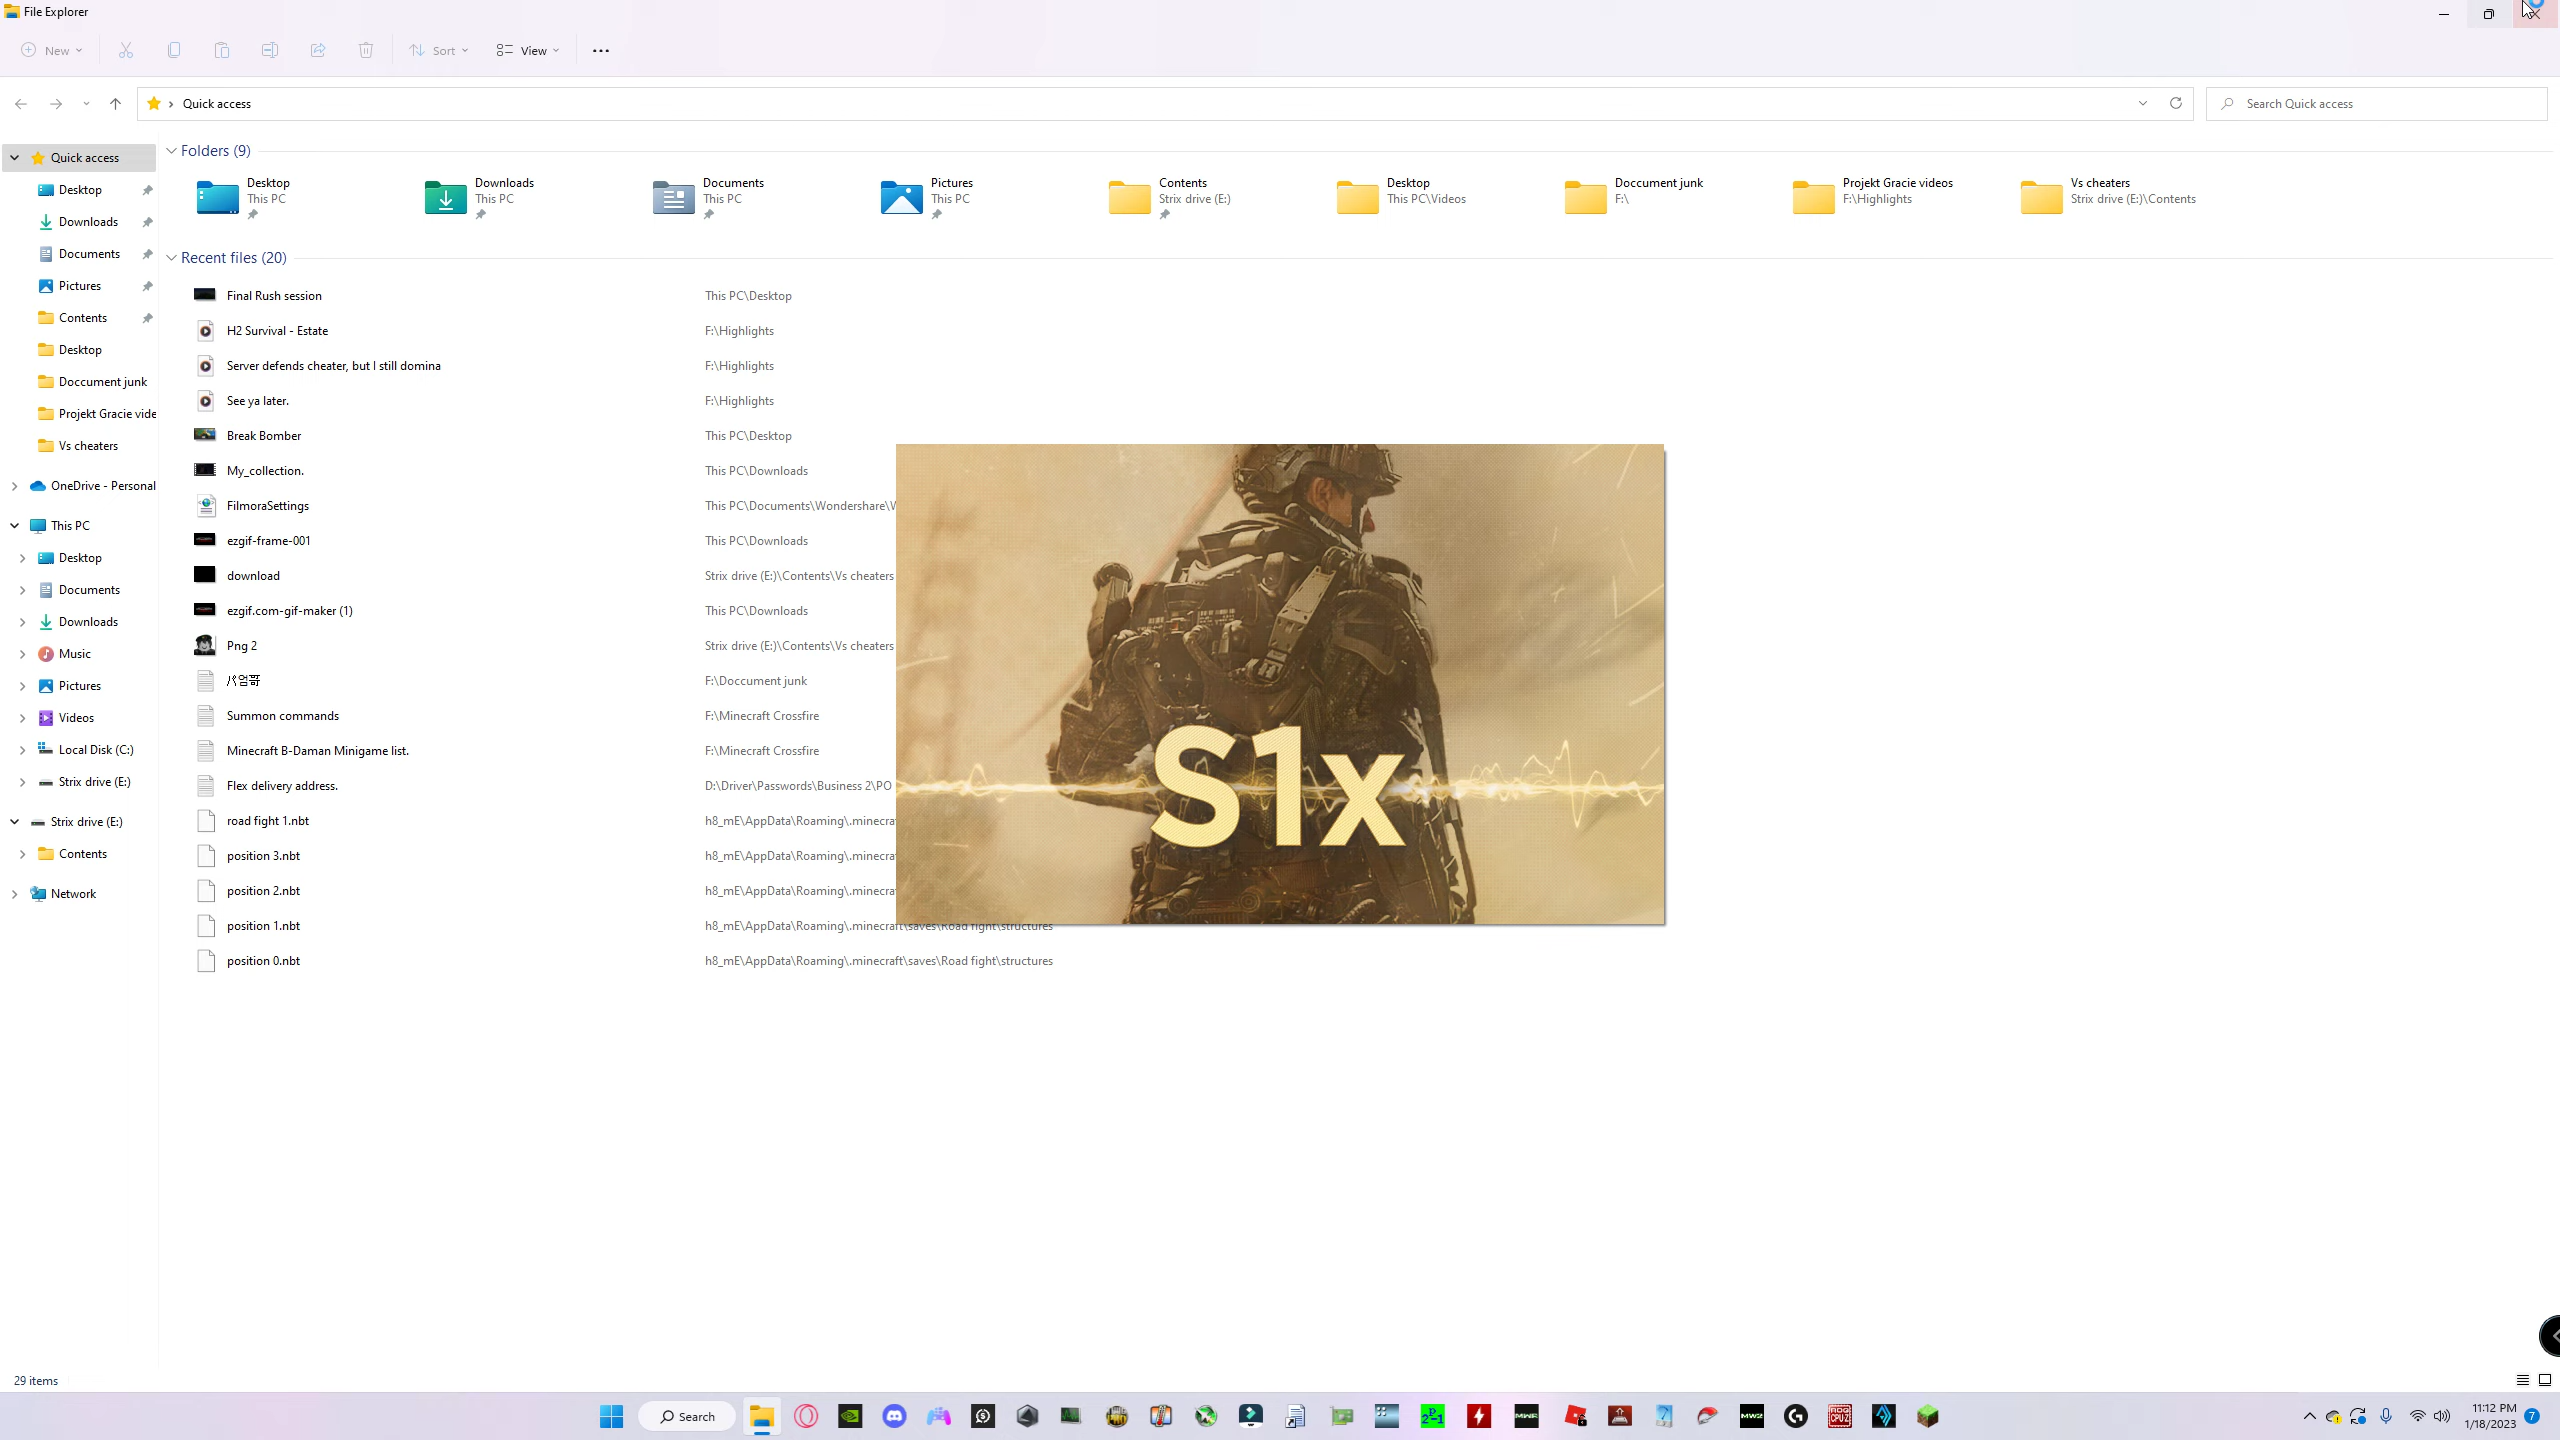 File Explorer
New
Sort
View
Quick access
Search Quick access
Quick access
Desktop
Downloads
Documents
Pictures
Contents
Desktop
Doccument junk
Projekt Gracie vide
Vs cheaters
OneDrive - Personal
This PC
Desktop
Documents
Downloads
Music
Pictures
Videos
Local Disk (C:)
Strix drive (E:)
Strix drive (E:)
Contents
Network
Folders (9)
Desktop
This PC
Downloads
This PC
Documents
This PC
Pictures
This PC
Contents
Strix drive (E:)
Desktop
This PC\Videos
Doccument junk
F:\
Projekt Gracie videos
F:\Highlights
Vs cheaters
Strix drive (E:)\Contents
Recent files (20)
Final Rush session This PC\Desktop
H2 Survival - Estate F:\Highlights
Server defends cheater, but I still domina F:\Highlights
See ya later. F:\Highlights
Break Bomber This PC\Desktop
My_collection. This PC\Downloads
FilmoraSettings This PC\Documents\Wondershare\
ezgif-frame-001 This PC\Downloads
download Strix drive (E:)\Contents\Vs cheaters
ezgif.com-gif-maker (1) This PC\Downloads
Png 2 Strix drive (E:)\Contents\Vs cheaters
F:\Doccument junk
Summon commands F:\Minecraft Crossfire
Minecraft B-Daman Minigame list. F:\Minecraft Crossfire
Flex delivery address. D:\Driver\Passwords\Business 2\PO
road fight 1.nbt h8_mE\AppData\Roaming\.minecra
position 3.nbt h8_mE\AppData\Roaming\.minecra
position 2.nbt h8_mE\AppData\Roaming\.minecra
position 1.nbt h8_mE\AppData\Roaming\.minecraft\saves\Road fight\structures
position 0.nbt h8_mE\AppData\Roaming\.minecraft\saves\Road fight\structures
S1x
29 items
Search
MWR
MW2
ROG
CPU-Z
11:12 PM
1/18/2023
7